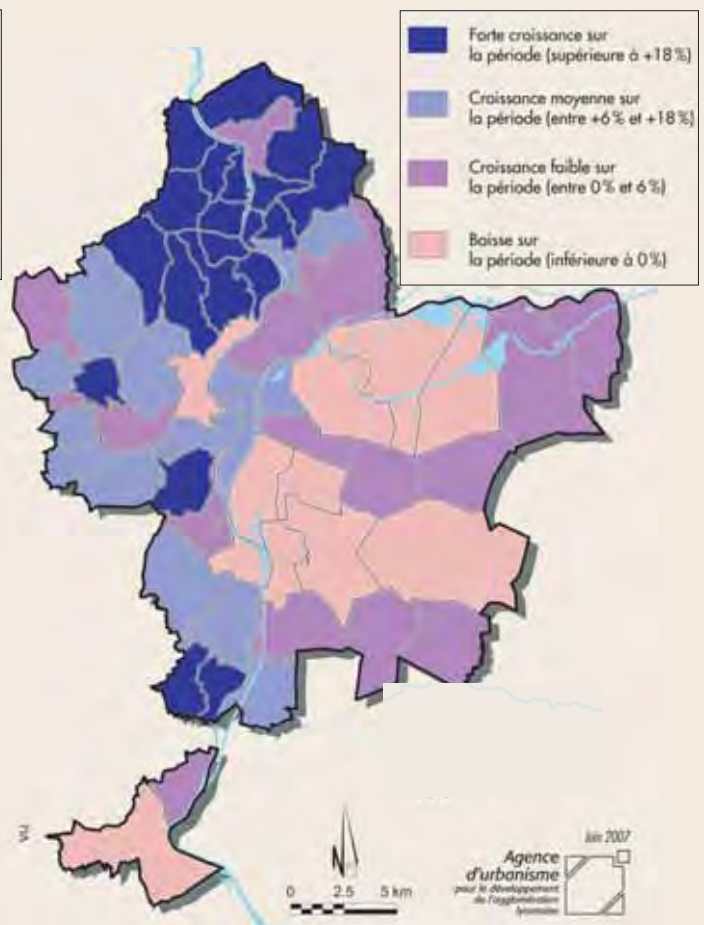 Forte croissance sur
la période (supérieure à +18%)
Croissance moyenne sur
la période (entre +6% et +18%)
Croissance faible sur
la période (entre 0% et 6%)
Baisse sur
la période (inférieure à 0%)
Juin 2007
Agence
d'urbanisme
pour le développement
de l'agglomération
lyonnaise
N
0 2.5 5 km